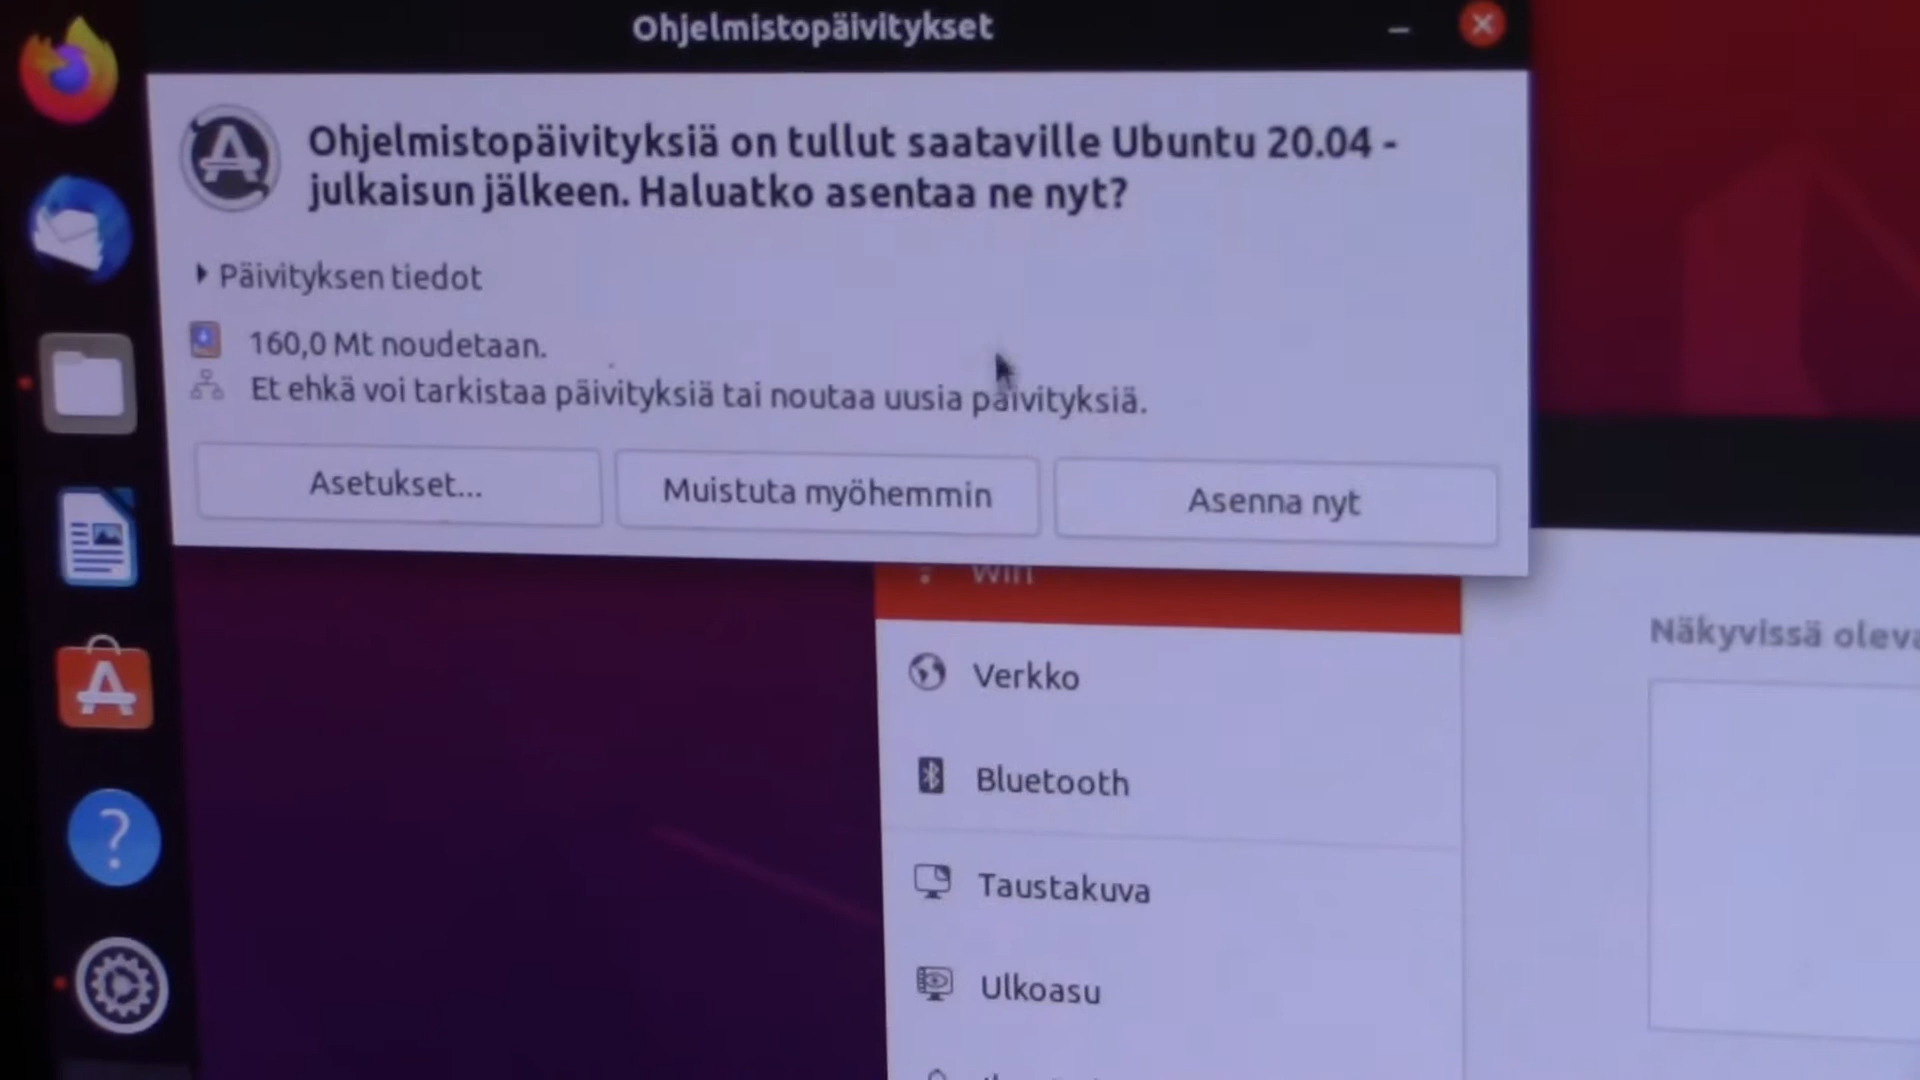 Ohjelmistopäivitykset
Ohjelmistopäivityksiä on tullut saataville Ubuntu 20.04 -
julkaisun jälkeen. Haluatko asentaa ne nyt?
Päivityksen tiedot
160,0 Mt noudetaan.
Et ehkä voi tarkistaa päivityksiä tai noutaa uusia päivityksiä.
Asetukset...
Muistuta myöhemmin
Asenna nyt
Verkko
Bluetooth
Taustakuva
Ulkoasu
Näkyvissä